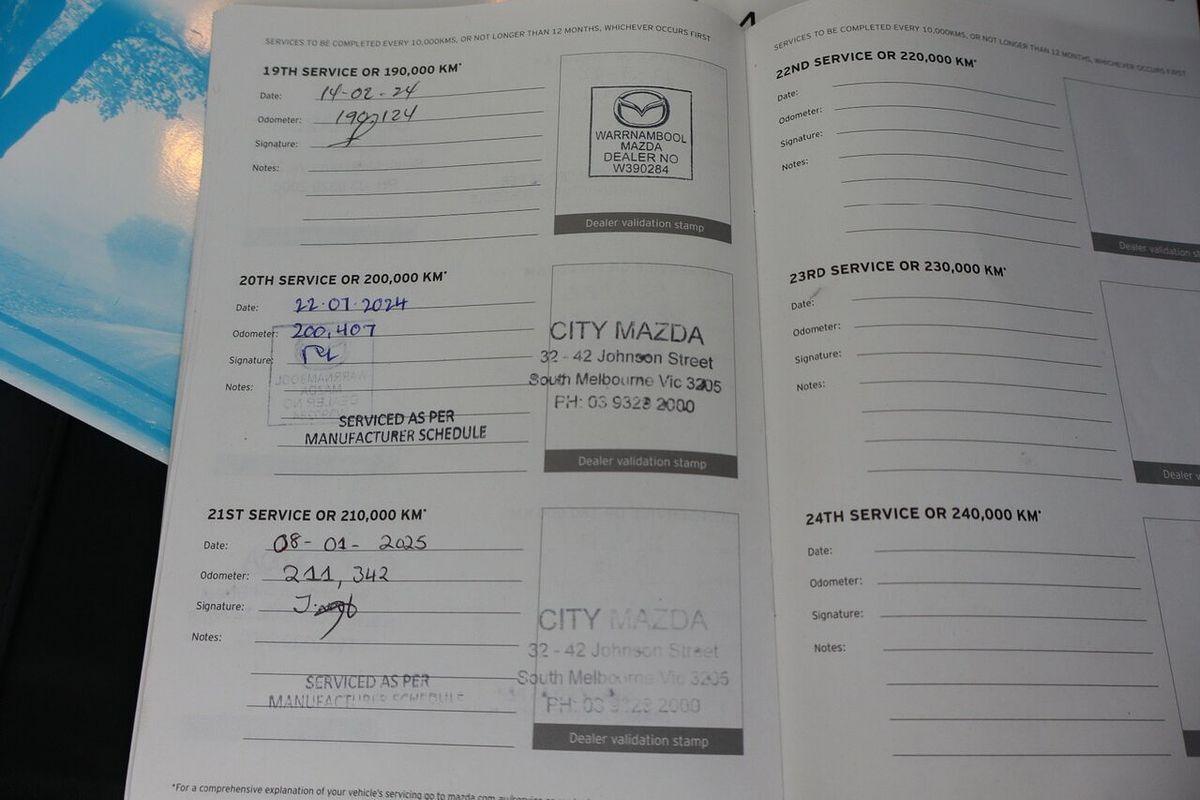 SERVICES TO BE COMPLETED EVERY 10,000KMS, OR NOT LONGER THAN 12 MONTHS, WHICHEVER OCCURS FIRST
19TH SERVICE OR 190,000 KM*
Date: 14-02-24
Odometer: 190,124
Signature:
Notes:
WARRNAMBOOL
MAZDA
DEALER NO
W390284
Dealer validation stamp
20TH SERVICE OR 200,000 KM*
Date: 22·07·2024
Odometer: 200,407
Signature:
Notes:
SERVICED AS PER
MANUFACTURER SCHEDULE
CITY MAZDA
32 - 42 Johnson Street
South Melbourne Vic 3205
PH: 03 9328 2000
Dealer validation stamp
21ST SERVICE OR 210,000 KM*
Date: 08-01-2025
Odometer: 211,342
Signature:
Notes:
SERVICED AS PER
MANUFACTURER SCHEDULE
CITY MAZDA
32 - 42 Johnson Street
South Melbourne Vic 3205
PH: 03 9328 2000
Dealer validation stamp
*For a comprehensive explanation of your vehicle's servicing go to
SERVICES TO BE COMPLETED EVERY 10,000KMS, OR NOT LONGER THAN 12 MONTHS, WHICHEVER OCCURS FIRST
22ND SERVICE OR 220,000 KM*
Date:
Odometer:
Signature:
Notes:
Dealer validation
23RD SERVICE OR 230,000 KM*
Date:
Odometer:
Signature:
Notes:
Dealer
24TH SERVICE OR 240,000 KM*
Date:
Odometer:
Signature:
Notes: